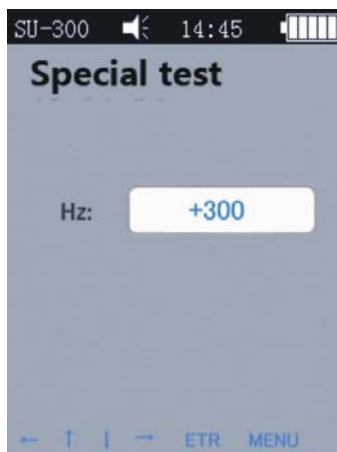 SU-300 14:45
Special test
Hz: +300
← ↑ ↓ → ETR MENU